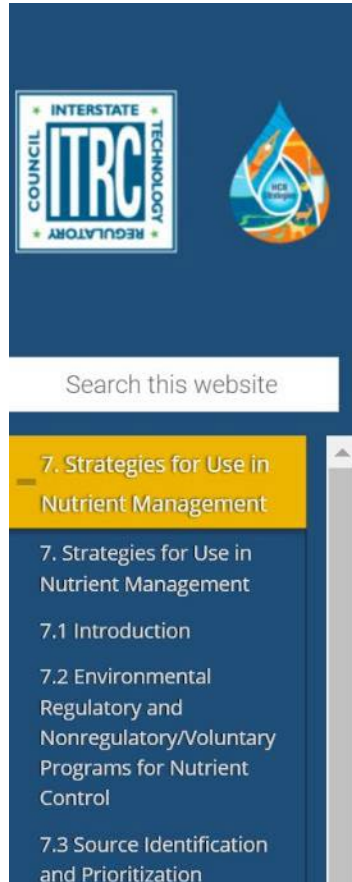 INTERSTATE
COUNCIL
ITRC
TECHNOLOGY
REGULATORY
HCB
Strategies
Search this website
7. Strategies for Use in
Nutrient Management
7. Strategies for Use in
Nutrient Management
7.1 Introduction
7.2 Environmental
Regulatory and
Nonregulatory/Voluntary
Programs for Nutrient
Control
7.3 Source Identification
and Prioritization